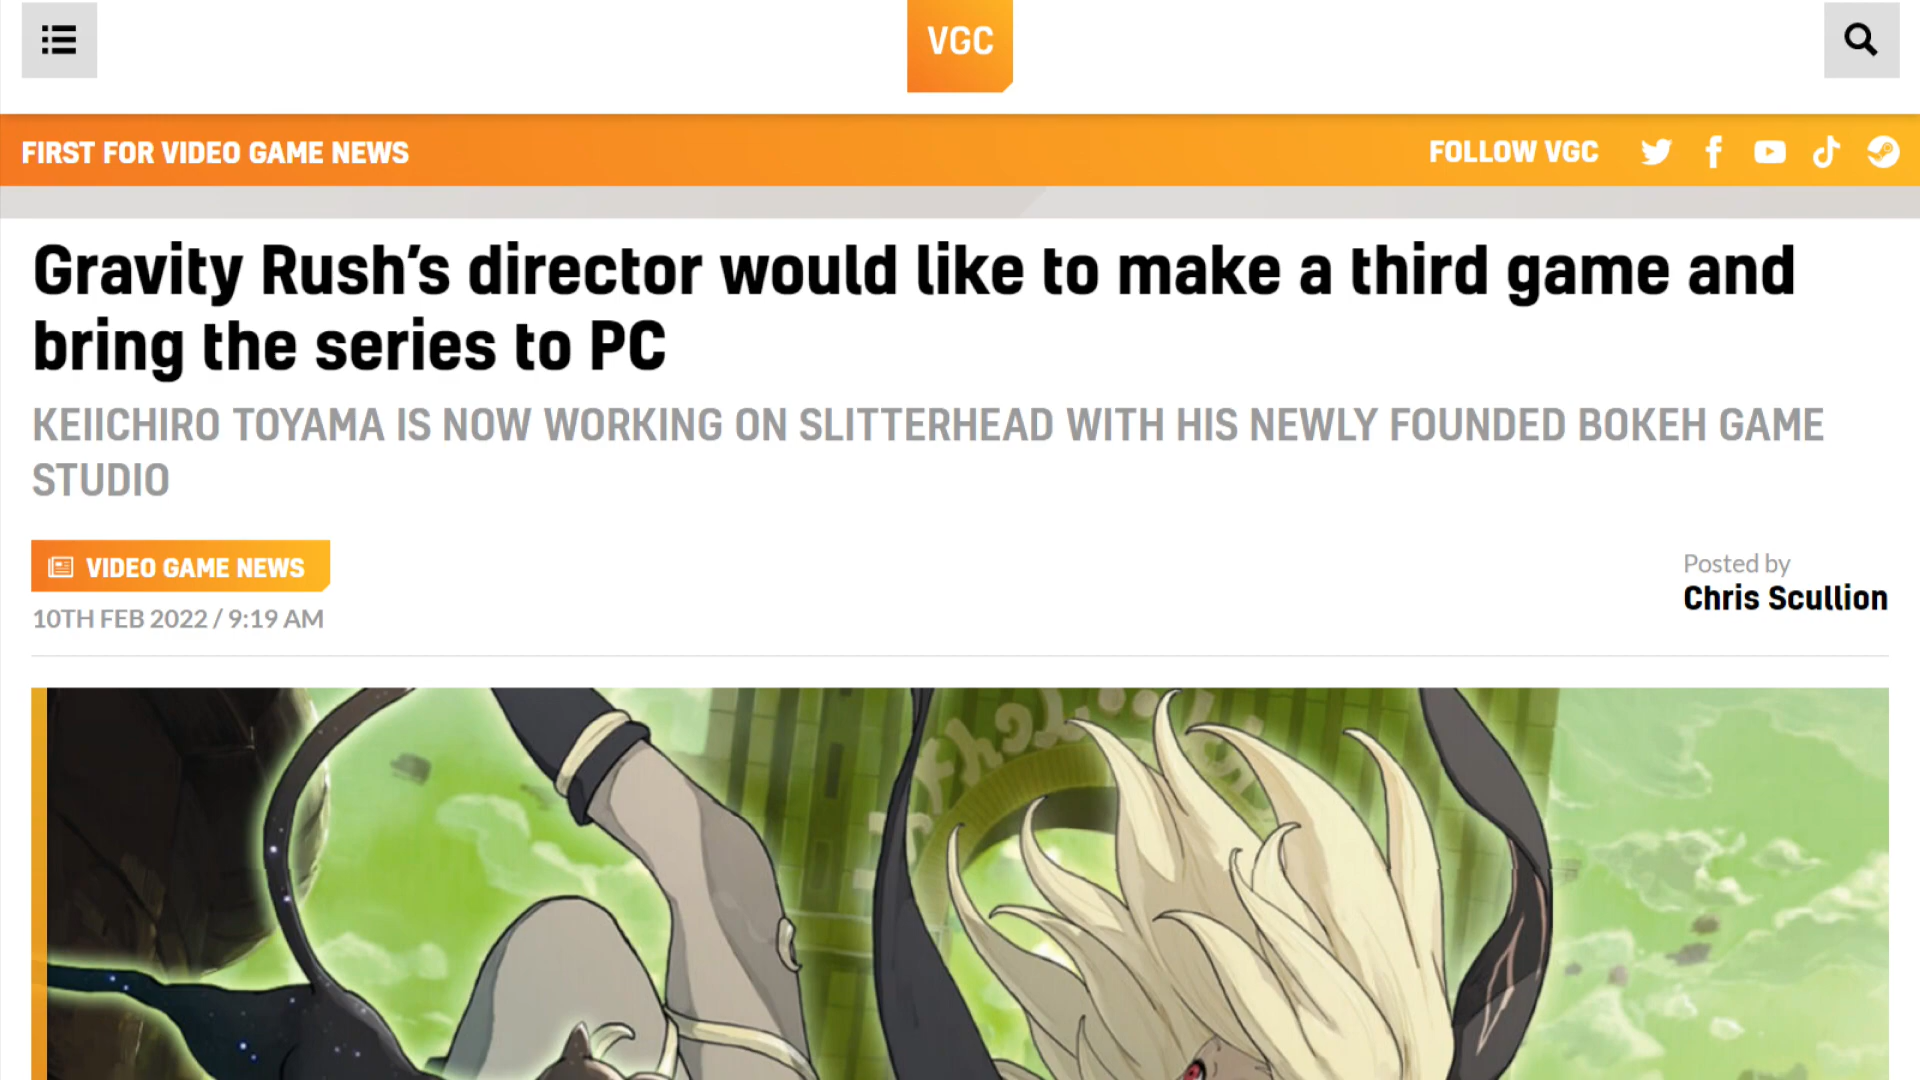 VGC
FIRST FOR VIDEO GAME NEWS
FOLLOW VGC
Gravity Rush’s director would like to make a third game and
bring the series to PC
KEIICHIRO TOYAMA IS NOW WORKING ON SLITTERHEAD WITH HIS NEWLY FOUNDED BOKEH GAME
STUDIO
VIDEO GAME NEWS
10TH FEB 2022 / 9:19 AM
Posted by
Chris Scullion